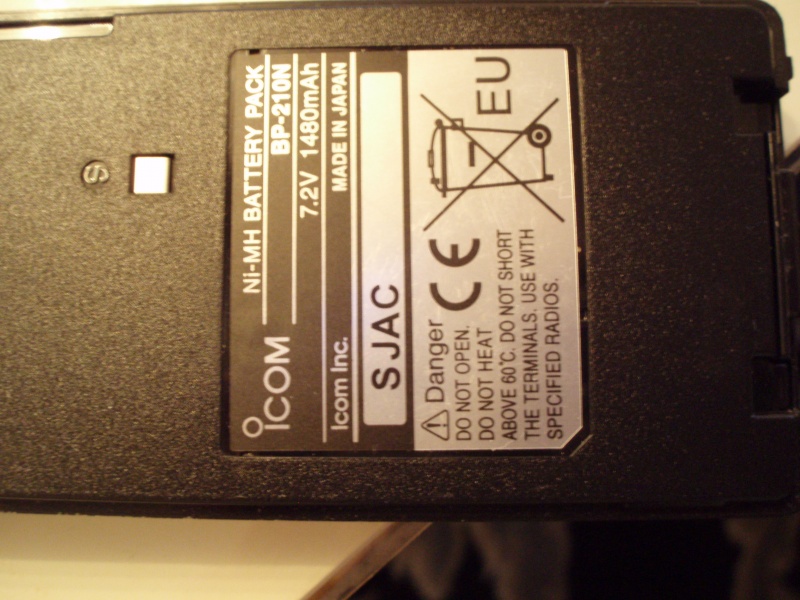 ICOM
Ni-MH BATTERY PACK
BP-210N
7.2V 1480mAh
Icom Inc. MADE IN JAPAN
SJAC
Danger
DO NOT OPEN.
DO NOT HEAT
ABOVE 60°C. DO NOT SHORT
THE TERMINALS. USE WITH
SPECIFIED RADIOS.
CE
EU
S